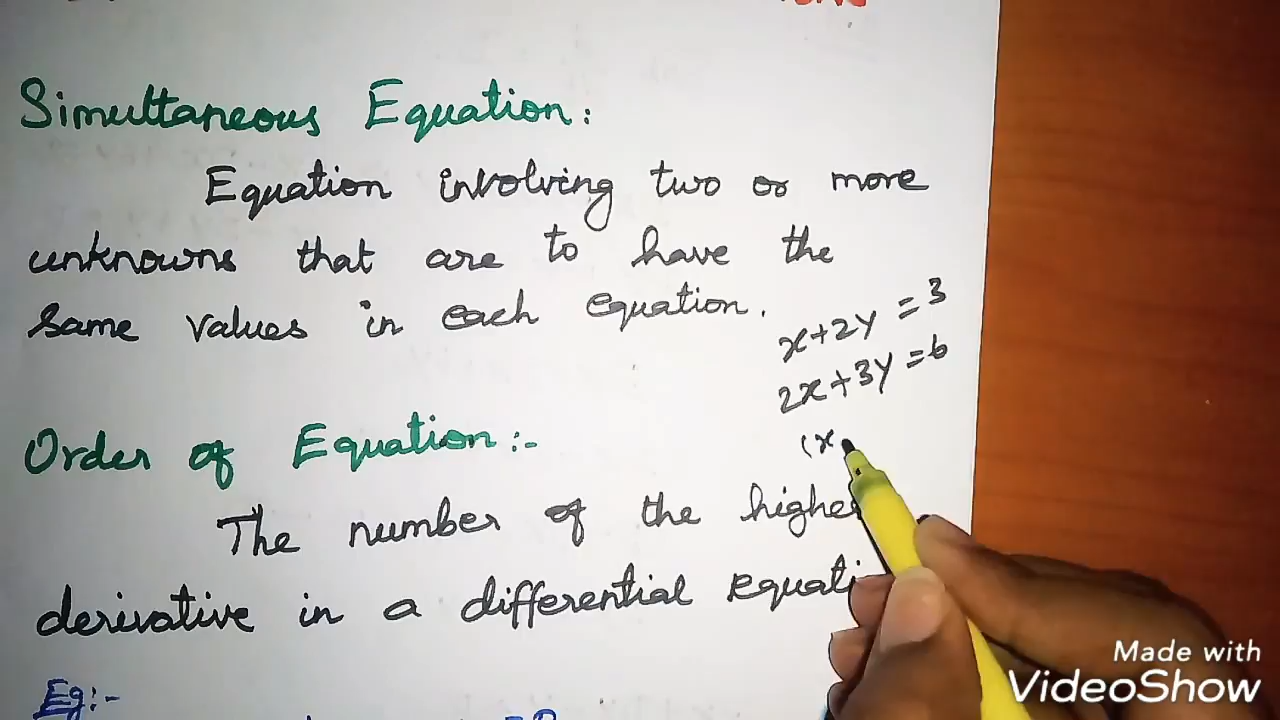 Simultaneous Equation:
Equation involving two or more
unknowns that are to have the
same values in each equation.
x+2y = 3
2x+3y = 6
(x
Order of Equation:-
The number of the highe
derivative in a differential Equati
Eg:-
Made with
VideoShow